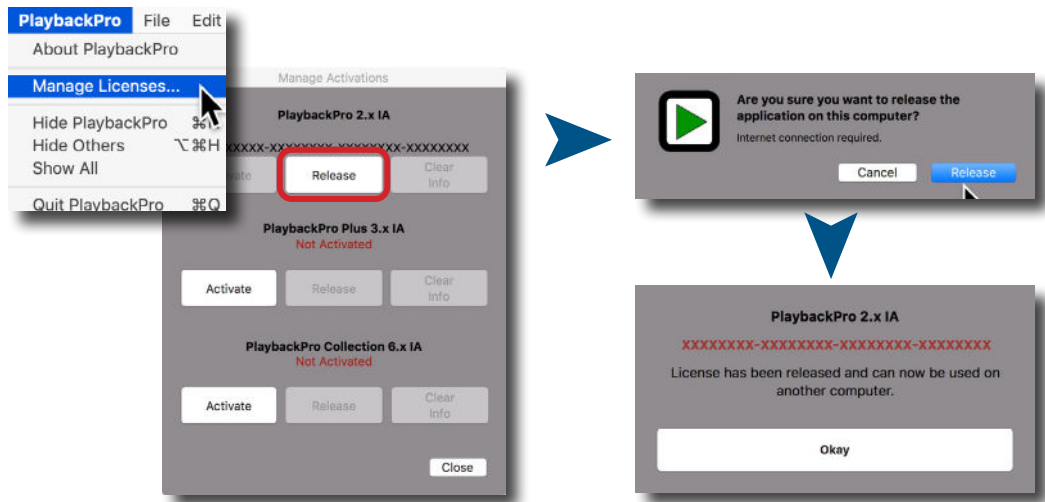 PlaybackPro File Edit
About PlaybackPro
Manage Licenses...
Hide PlaybackPro
Hide Others ⌥⌘H
Show All
Quit PlaybackPro ⌘Q
Manage Activations
PlaybackPro 2.x IA
xxxxx-xxxxxxxx-xxxxxxxx-xxxxxxxx
Release
Clear
Info
PlaybackPro Plus 3.x IA
Not Activated
Activate Release Clear
Info
PlaybackPro Collection 6.x IA
Not Activated
Activate Release Clear
Info
Close
Are you sure you want to release the
application on this computer?
Internet connection required.
Cancel Release
PlaybackPro 2.x IA
xxxxxxxx-xxxxxxxx-xxxxxxxx-xxxxxxxx
License has been released and can now be used on
another computer.
Okay